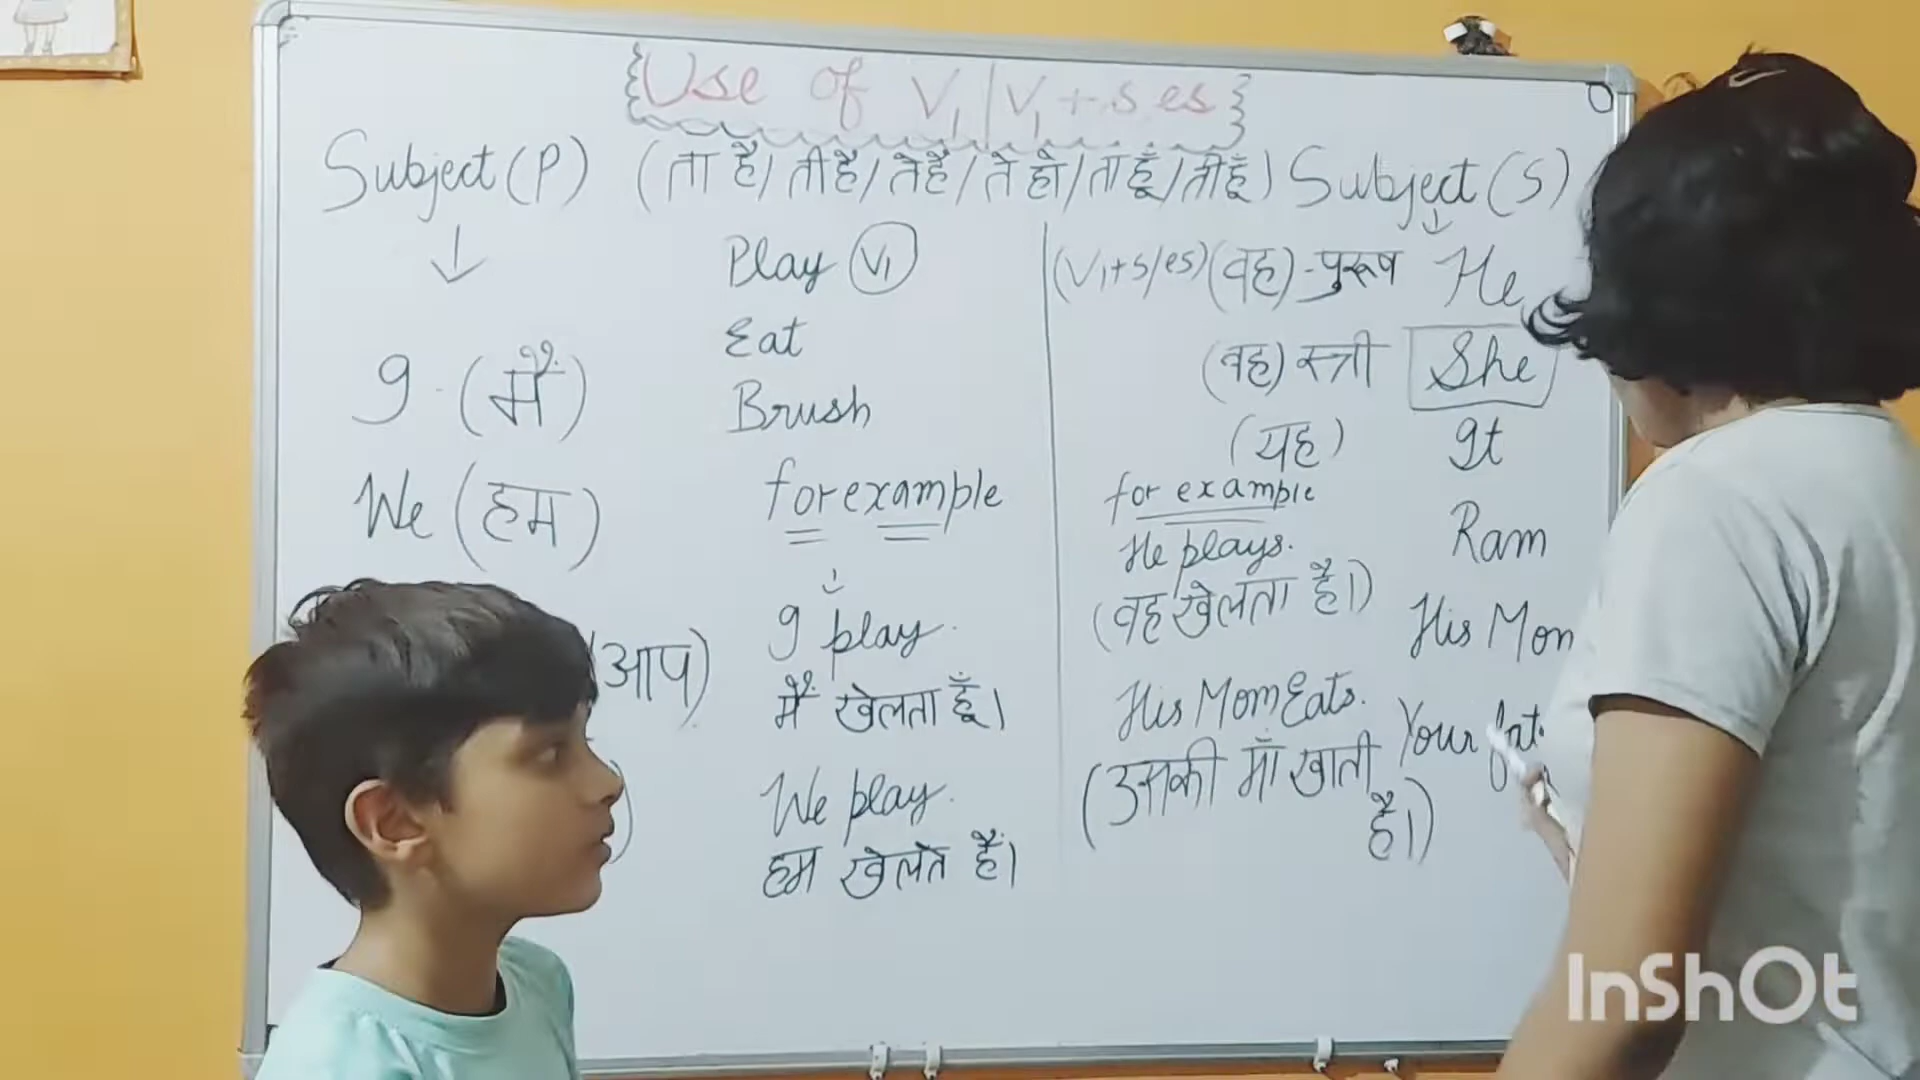 Use of V1 | V1 + s es
Subject (P) (ता है / ती है / ते हैं / ते हो / ता हूँ / ती हूँ) Subject (S)
Play V1
Eat
Brush
I - (मैं)
We (हम)
(आप)
for example
I play.
मैं खेलता हूँ।
We play.
हम खेलते हैं।
(V1+s/es) (वह) - पुरूष He
(वह) स्त्री She
(यह) It
Ram
His Mom
Your
for example
He plays.
(वह खेलता है।)
His Mom Eats.
(उसकी माँ खाती
है।)
InShOt